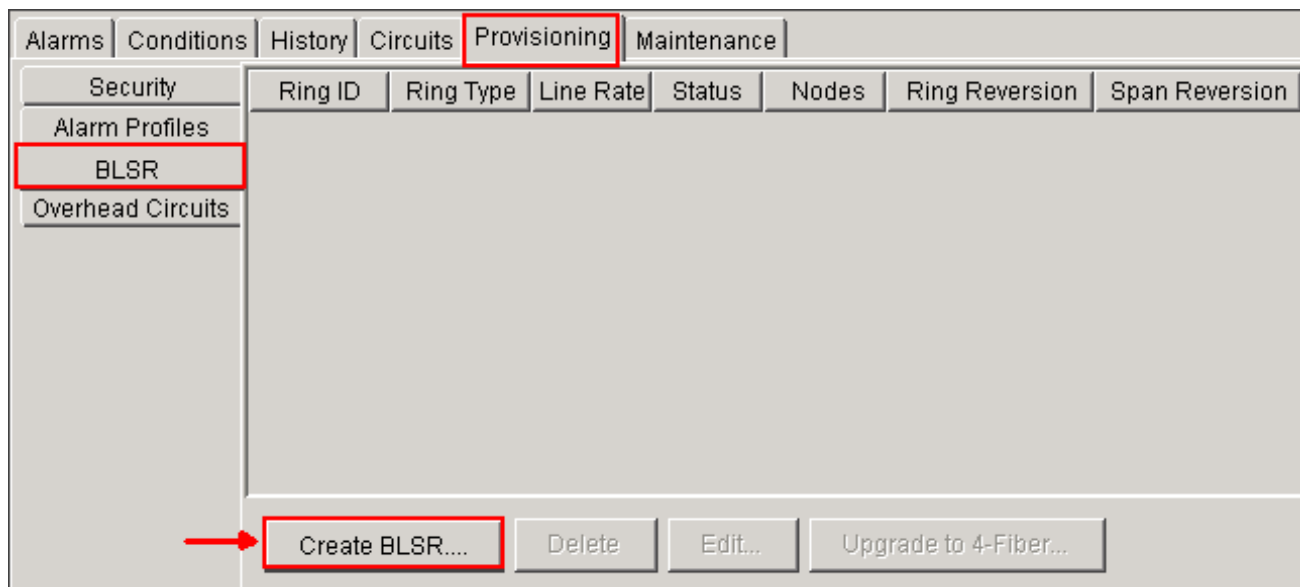 Alarms Conditions History Circuits Provisioning Maintenance
Security
Alarm Profiles
BLSR
Overhead Circuits
Ring ID Ring Type Line Rate Status Nodes Ring Reversion Span Reversion
Create BLSR.... Delete Edit... Upgrade to 4-Fiber...